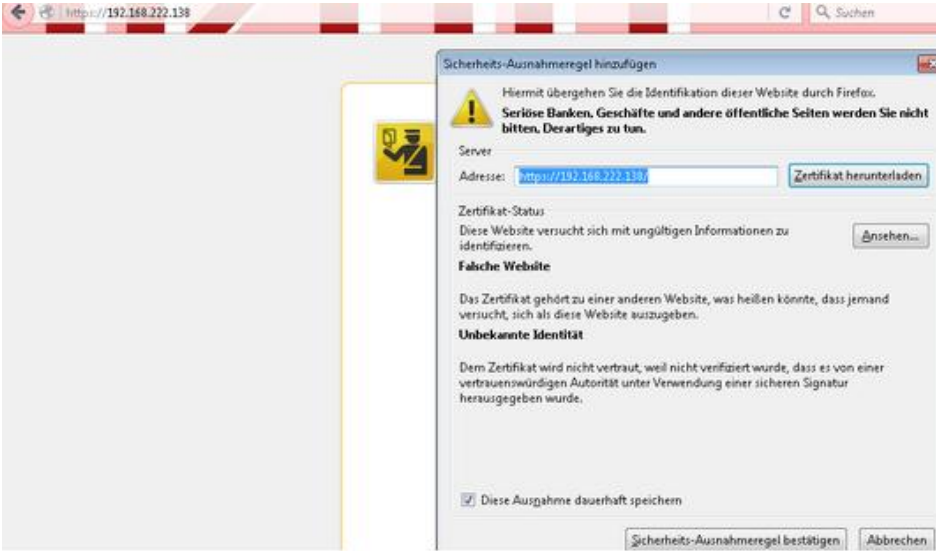 https://192.168.222.138
Suchen
Sicherheits-Ausnahmeregel hinzufügen
Hiermit übergehen Sie die Identifikation dieser Website durch Firefox.
Seriöse Banken, Geschäfte und andere öffentliche Seiten werden Sie nicht
bitten, Derartiges zu tun.
Server
Adresse: https://192.168.222.138/ Zertifikat herunterladen
Zertifikat-Status
Diese Website versucht sich mit ungültigen Informationen zu
identifizieren.
Ansehen...
Falsche Website
Das Zertifikat gehört zu einer anderen Website, was heißen könnte, dass jemand
versucht, sich als diese Website auszugeben.
Unbekannte Identität
Dem Zertifikat wird nicht vertraut, weil nicht verifiziert wurde, dass es von einer
vertrauenswürdigen Autorität unter Verwendung einer sicheren Signatur
herausgegeben wurde.
Diese Ausnahme dauerhaft speichern
Sicherheits-Ausnahmeregel bestätigen Abbrechen